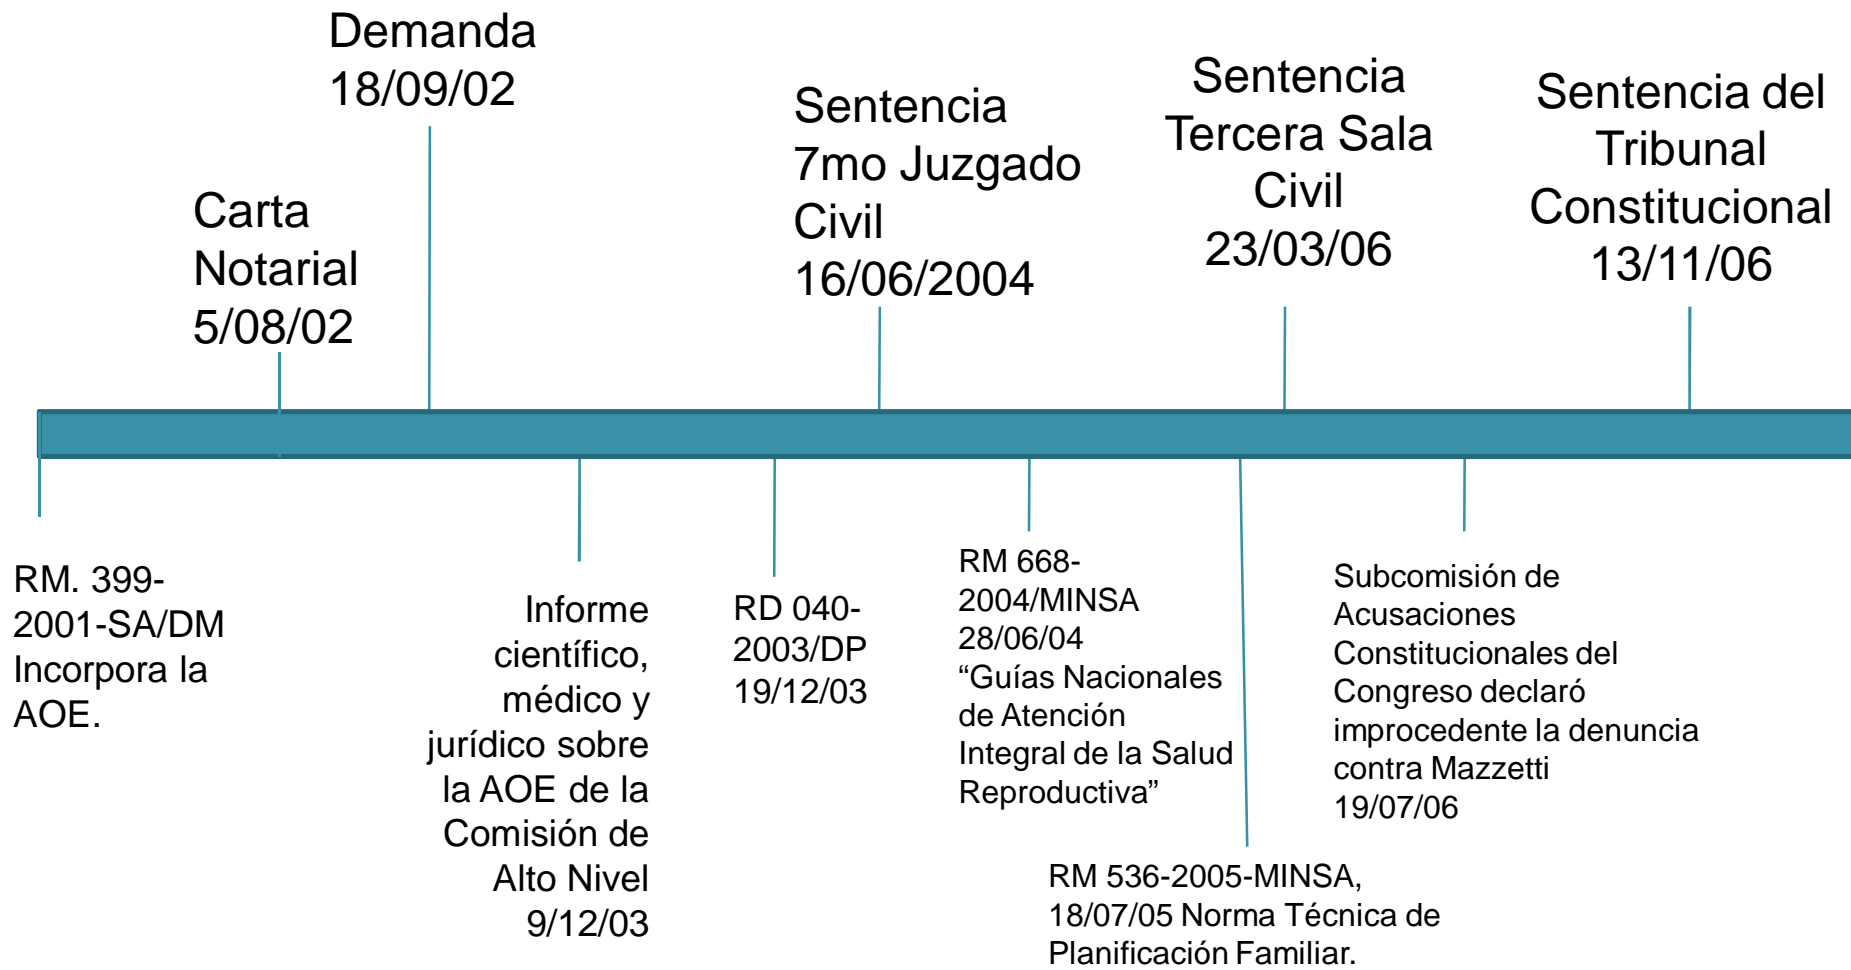 Demanda
18/09/02
Carta
Notarial
5/08/02
Sentencia
7mo Juzgado
Civil
16/06/2004
Sentencia
Tercera Sala
Civil
23/03/06
Sentencia del
Tribunal
Constitucional
13/11/06
RM. 399-
2001-SA/DM
Incorpora la
AOE.
Informe
científico,
médico y
jurídico sobre
la AOE de la
Comisión de
Alto Nivel
9/12/03
RD 040-
2003/DP
19/12/03
RM 668-
2004/MINSA
28/06/04
“Guías Nacionales
de Atención
Integral de la Salud
Reproductiva”
RM 536-2005-MINSA,
18/07/05 Norma Técnica de
Planificación Familiar.
Subcomisión de
Acusaciones
Constitucionales del
Congreso declaró
improcedente la denuncia
contra Mazzetti
19/07/06